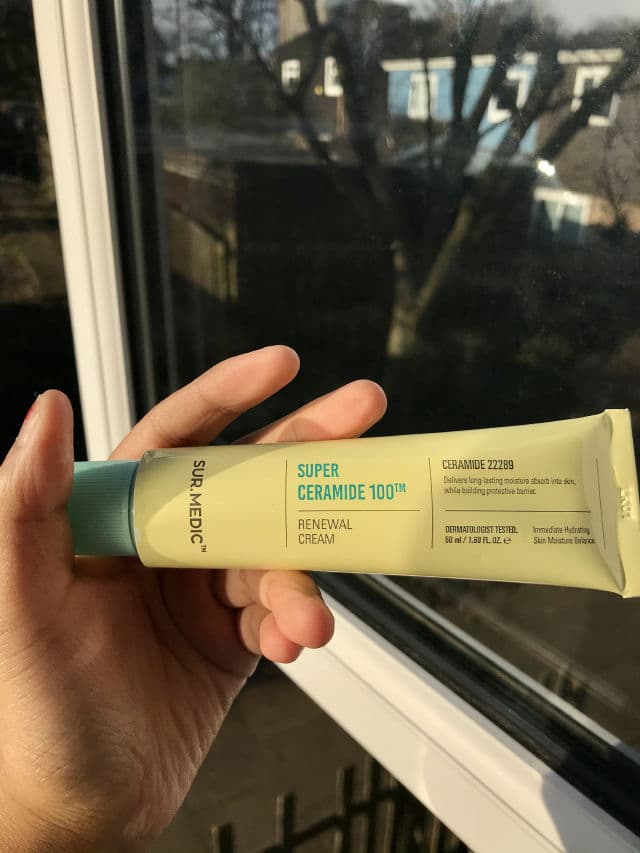 SUR.MEDIC™
SUPER
CERAMIDE 100™
RENEWAL
CREAM
CERAMIDE 22289
Delivers long-lasting moisture absorb into skin,
while building protective barrier.
DERMATOLOGIST TESTED.
50 ml / 1.69 FL. OZ. ℮
Immediate Hydrating
Skin Moisture Balance